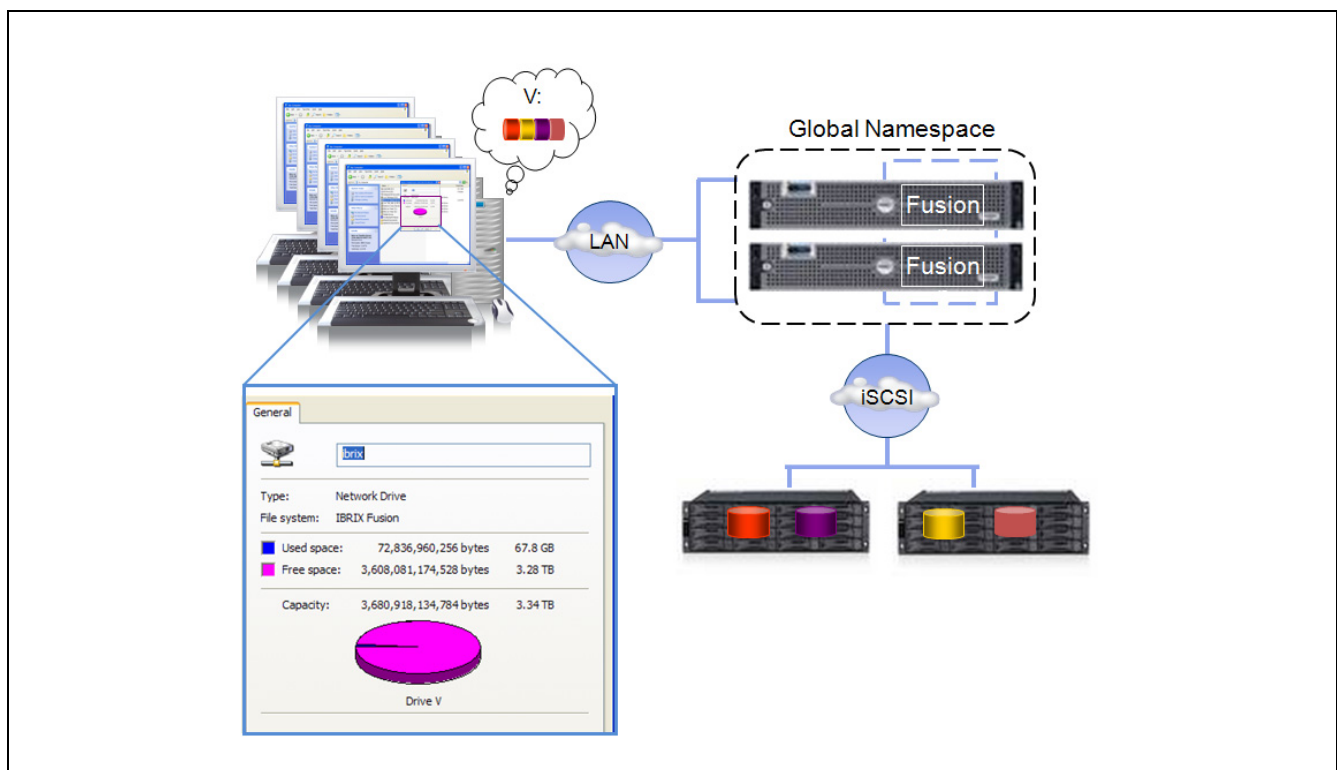 V:
Global Namespace
Fusion
LAN
Fusion
iSCSI
General
ibrix
Type: Network Drive
File system: IBRIX Fusion
Used space: 72,836,960,256 bytes 67.8 GB
Free space: 3,608,081,174,528 bytes 3.28 TB
Capacity: 3,680,918,134,784 bytes 3.34 TB
Drive V